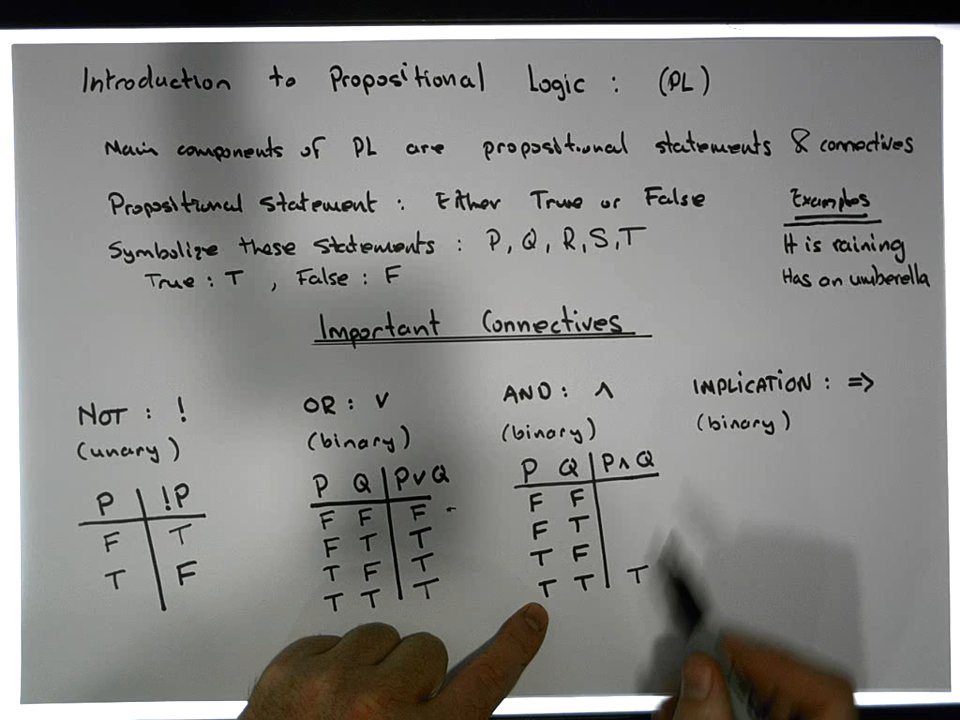 Introduction to Propositional Logic : (PL)
Main components of PL are propositional statements & connectives
Propositional Statement : Either True or False
Symbolize these statements : P, Q, R, S, T
True : T , False : F
Examples
It is raining
Has an umberella
Important Connectives
NOT : !
(unary)
P !P
F T
T F
OR : ∨
(binary)
P Q P∨Q
F F F
F T T
T F T
T T T
AND : ∧
(binary)
P Q P∧Q
F F
F T
T F
T T T
IMPLICATION : =>
(binary)